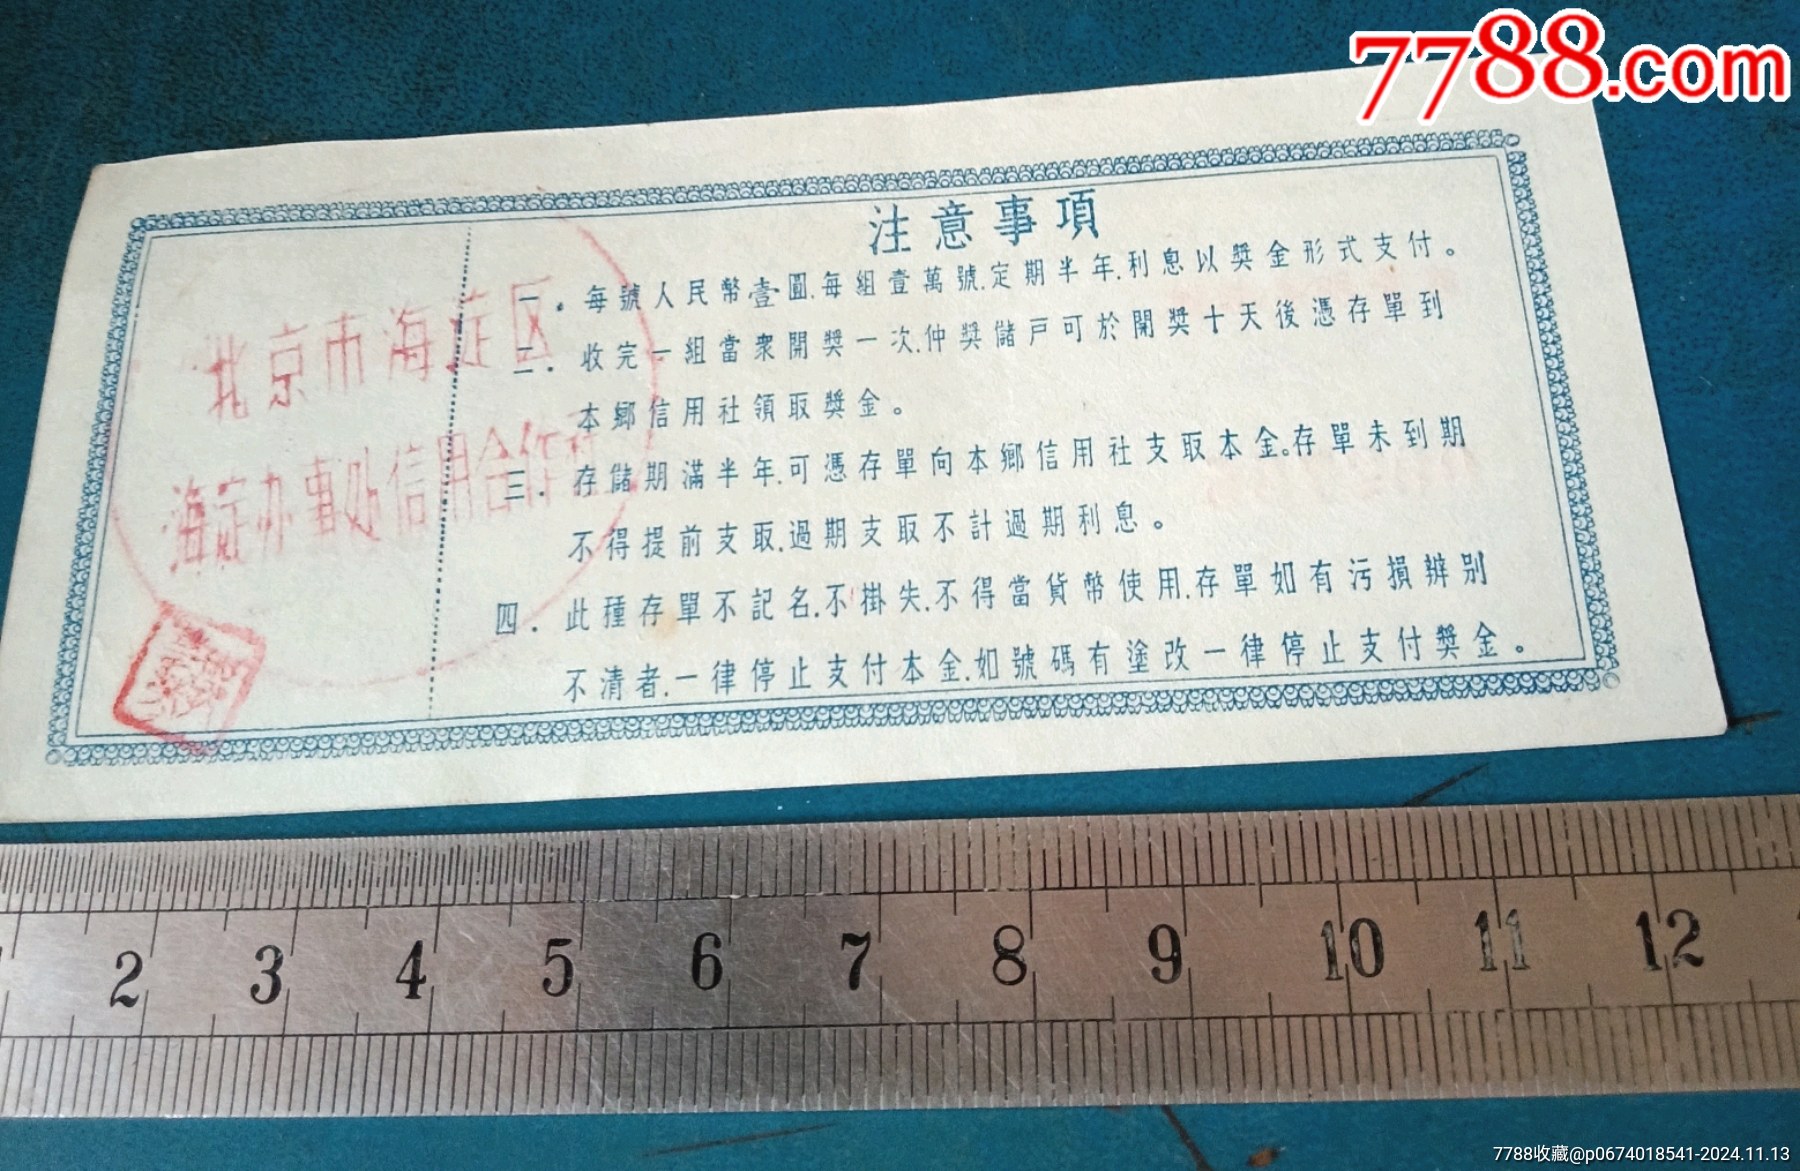 7788.com
注意事項
一。每號人民幣壹圓.每組壹萬號.定期半年.利息以獎金形式支付。
二.收完一組當衆開獎一次.仲獎儲戸可於開獎十天後憑存單到
本鄉信用社領取獎金。
三.存儲期滿半年.可憑存單向本鄉信用社支取本金。存單未到期
不得提前支取.過期支取不計過期利息。
四.此種存單不記名.不掛失.不得當貨幣使用.存單如有污損辨别
不清者.一律停止支付本金.如號碼有塗改一律停止支付獎金。
北京市海淀区
海淀办事处信用合作社
2 3 4 5 6 7 8 9 10 11 12
7788收藏@p0674018541-2024.11.13